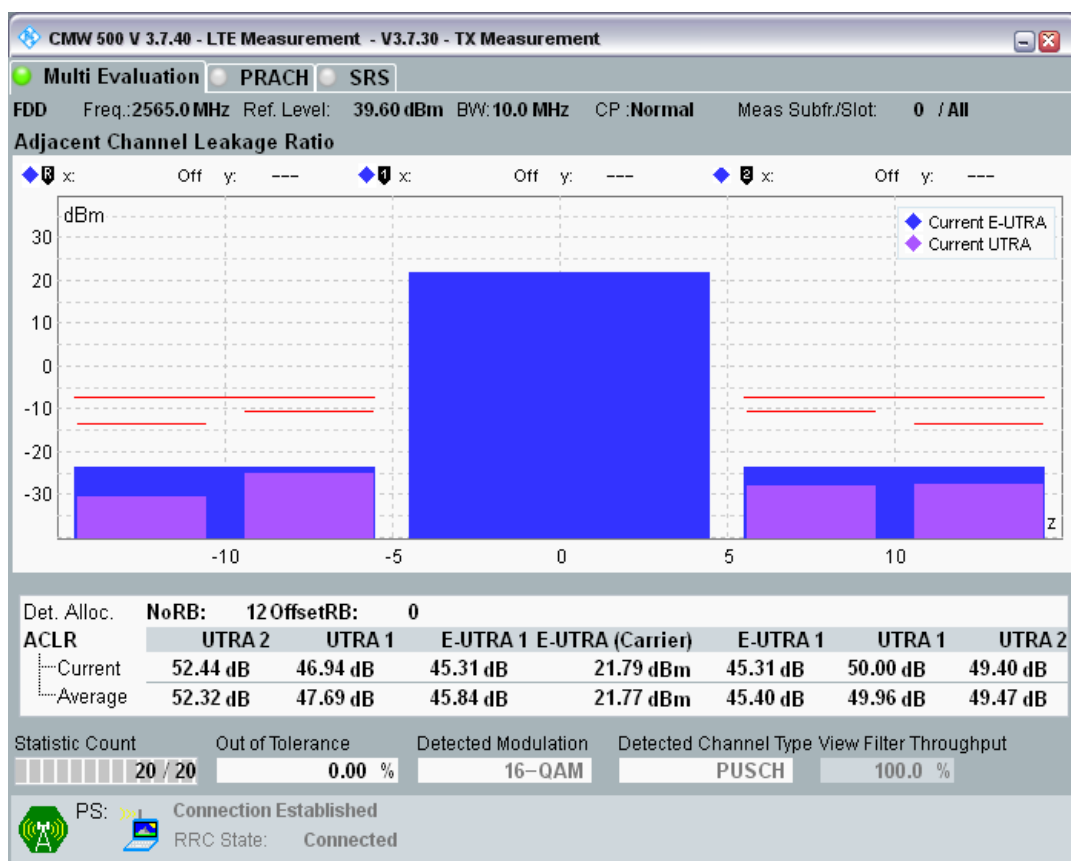 CMW 500 V 3.7.40 - LTE Measurement - V3.7.30 - TX Measurement
Multi Evaluation PRACH SRS
FDD Freq.:2565.0 MHz Ref. Level: 39.60 dBm BW:10.0 MHz CP :Normal Meas Subfr./Slot: 0 / All
Adjacent Channel Leakage Ratio
R x: Off y: --- 1 x: Off y: --- 2 x: Off y: ---
dBm
Current E-UTRA
Current UTRA
30
20
10
0
-10
-20
-30
z
-10 -5 0 5 10
Det. Alloc. NoRB: 12 OffsetRB: 0
ACLR UTRA 2 UTRA 1 E-UTRA 1 E-UTRA (Carrier) E-UTRA 1 UTRA 1 UTRA 2
Current 52.44 dB 46.94 dB 45.31 dB 21.79 dBm 45.31 dB 50.00 dB 49.40 dB
Average 52.32 dB 47.69 dB 45.84 dB 21.77 dBm 45.40 dB 49.96 dB 49.47 dB
Statistic Count Out of Tolerance Detected Modulation Detected Channel Type View Filter Throughput
20 / 20 0.00 % 16-QAM PUSCH 100.0 %
PS: Connection Established
RRC State: Connected